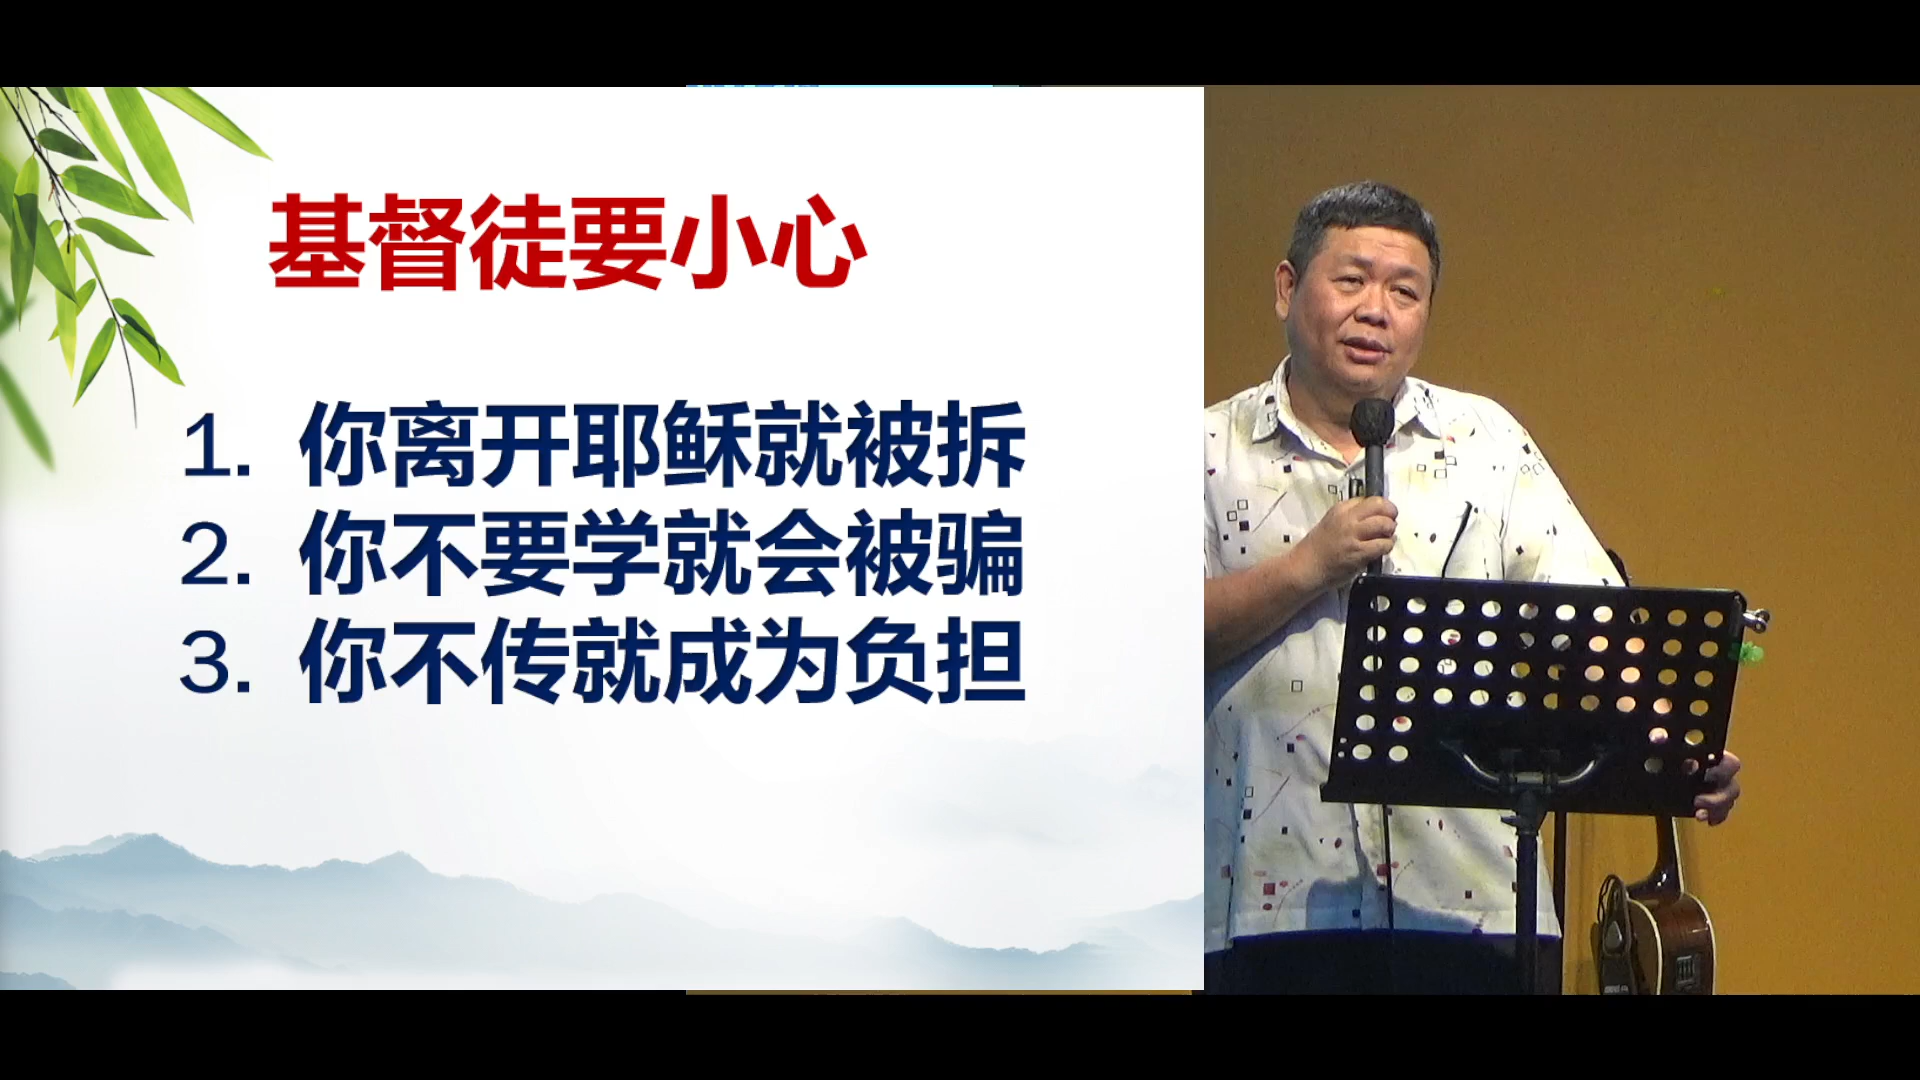 基督徒要小心
1. 你离开耶稣就被拆
2. 你不要学就会被骗
3. 你不传就成为负担